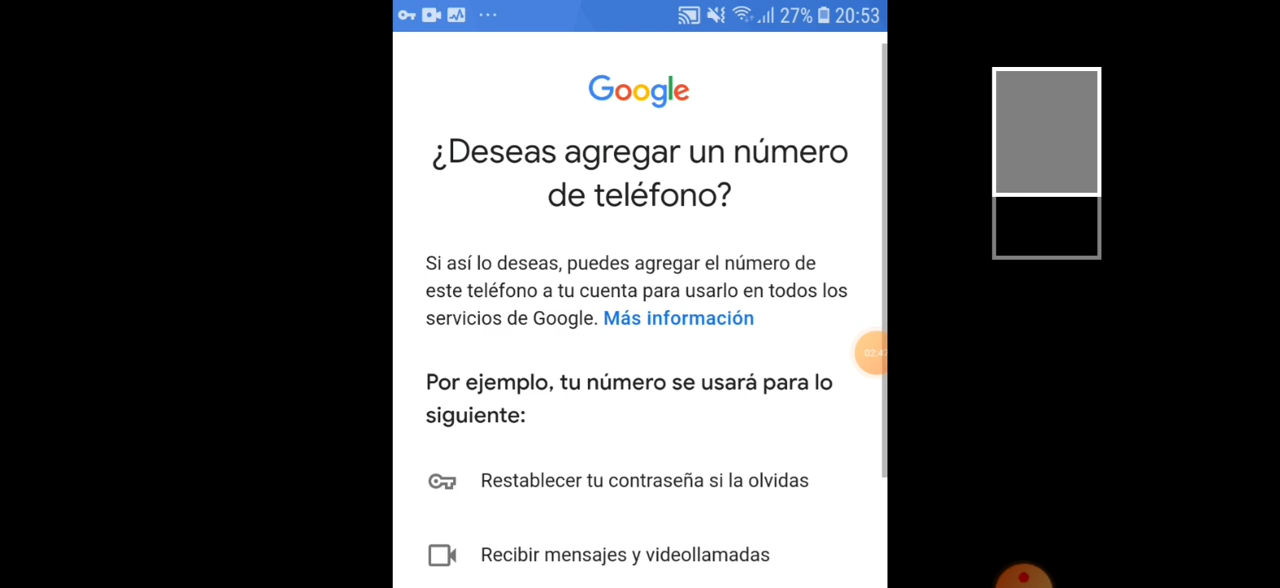 27% 20:53
Google
¿Deseas agregar un número
de teléfono?
Si así lo deseas, puedes agregar el número de
este teléfono a tu cuenta para usarlo en todos los
servicios de Google. Más información
02:47
Por ejemplo, tu número se usará para lo
siguiente:
Restablecer tu contraseña si la olvidas
Recibir mensajes y videollamadas